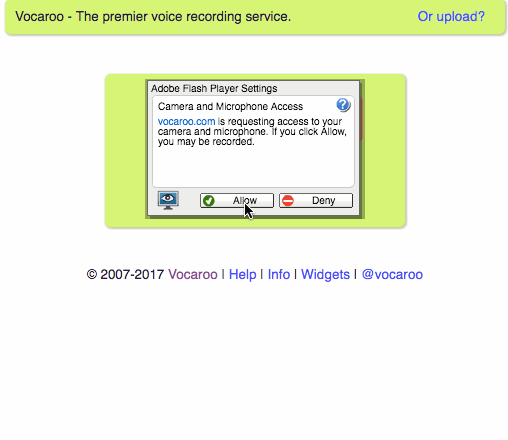 Vocaroo - The premier voice recording service. Or upload?
Adobe Flash Player Settings
Camera and Microphone Access
vocaroo.com is requesting access to your
camera and microphone. If you click Allow,
you may be recorded.
Allow Deny
© 2007-2017 Vocaroo | Help | Info | Widgets | @vocaroo